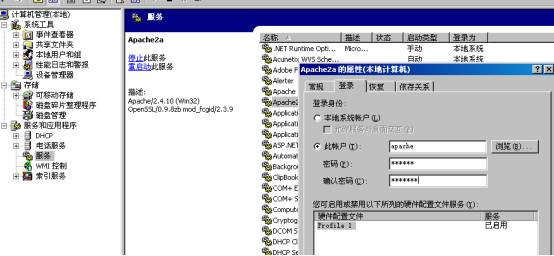 计算机管理(本地)
系统工具
事件查看器
共享文件夹
本地用户和组
性能日志和警报
设备管理器
存储
可移动存储
磁盘碎片整理程序
磁盘管理
服务和应用程序
DHCP
电话服务
服务
WMI 控制
索引服务
服务
Apache2a
停止此服务
重启动此服务
描述:
Apache/2.4.10 (Win32)
OpenSSL/0.9.8zb mod_fcgid/2.3.9
名称 描述 状态 启动类型 登录为
.NET Runtime Opti... Micro... 手动 本地系统
Acunetix WVS Sche... 自动 本地系统
Adobe F
Alerter
Apache
Apache2
Applicati
Applicati
Applicati
ASP.NET
Automat
Backgrou
ClipBook
COM+ E
COM+ S
Compute
Cryptog
DCOM S
DHCP Cl
DHCP Se
Apache2a 的属性(本地计算机)
常规 登录 恢复 依存关系
登录身份:
本地系统帐户(L)
允许服务与桌面交互(W)
此帐户(T): apache 浏览(B)...
密码(P): ******
确认密码(C): *******
您可启用或禁用以下所列的硬件配置文件服务(I):
硬件配置文件 服务
Profile 1 已启用